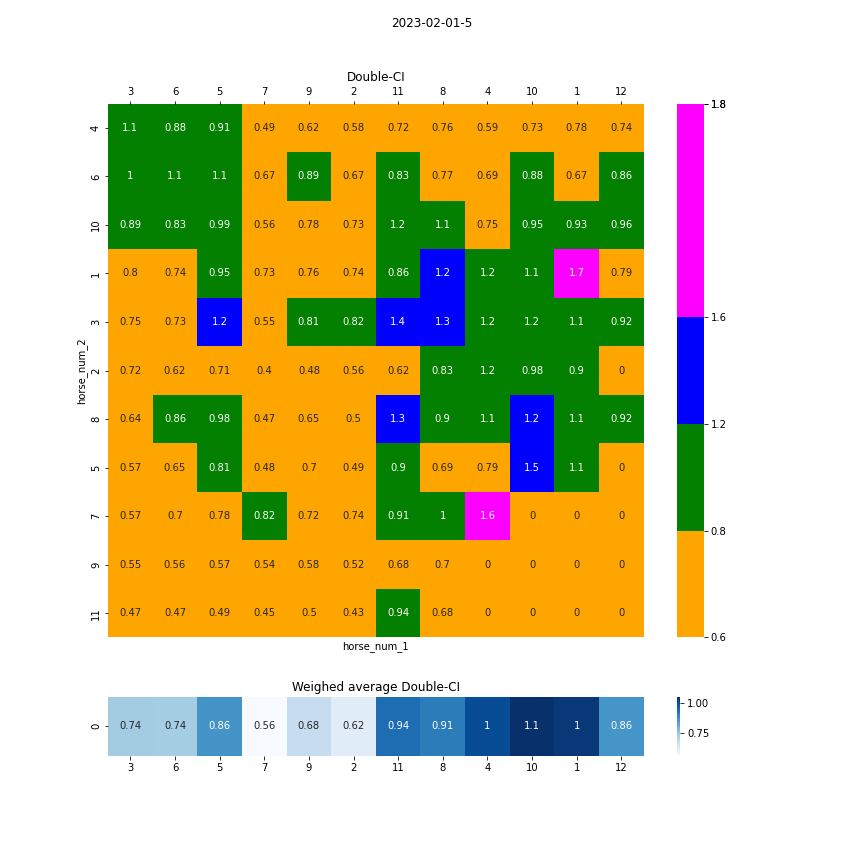 2023-02-01-5
Double-CI
3 6 5 7 9 2 11 8 4 10 1 12
4 1.1 0.88 0.91 0.49 0.62 0.58 0.72 0.76 0.59 0.73 0.78 0.74
6 1 1.1 1.1 0.67 0.89 0.67 0.83 0.77 0.69 0.88 0.67 0.86
10 0.89 0.83 0.99 0.56 0.78 0.73 1.2 1.1 0.75 0.95 0.93 0.96
1 0.8 0.74 0.95 0.73 0.76 0.74 0.86 1.2 1.2 1.1 1.7 0.79
3 0.75 0.73 1.2 0.55 0.81 0.82 1.4 1.3 1.2 1.2 1.1 0.92
2 0.72 0.62 0.71 0.4 0.48 0.56 0.62 0.83 1.2 0.98 0.9 0
8 0.64 0.86 0.98 0.47 0.65 0.5 1.3 0.9 1.1 1.2 1.1 0.92
5 0.57 0.65 0.81 0.48 0.7 0.49 0.9 0.69 0.79 1.5 1.1 0
7 0.57 0.7 0.78 0.82 0.72 0.74 0.91 1 1.6 0 0 0
9 0.55 0.56 0.57 0.54 0.58 0.52 0.68 0.7 0 0 0 0
11 0.47 0.47 0.49 0.45 0.5 0.43 0.94 0.68 0 0 0 0
horse_num_2
horse_num_1
1.8
1.6
1.2
0.8
0.6
Weighed average Double-CI
0 0.74 0.74 0.86 0.56 0.68 0.62 0.94 0.91 1 1.1 1 0.86
3 6 5 7 9 2 11 8 4 10 1 12
1.00
0.75